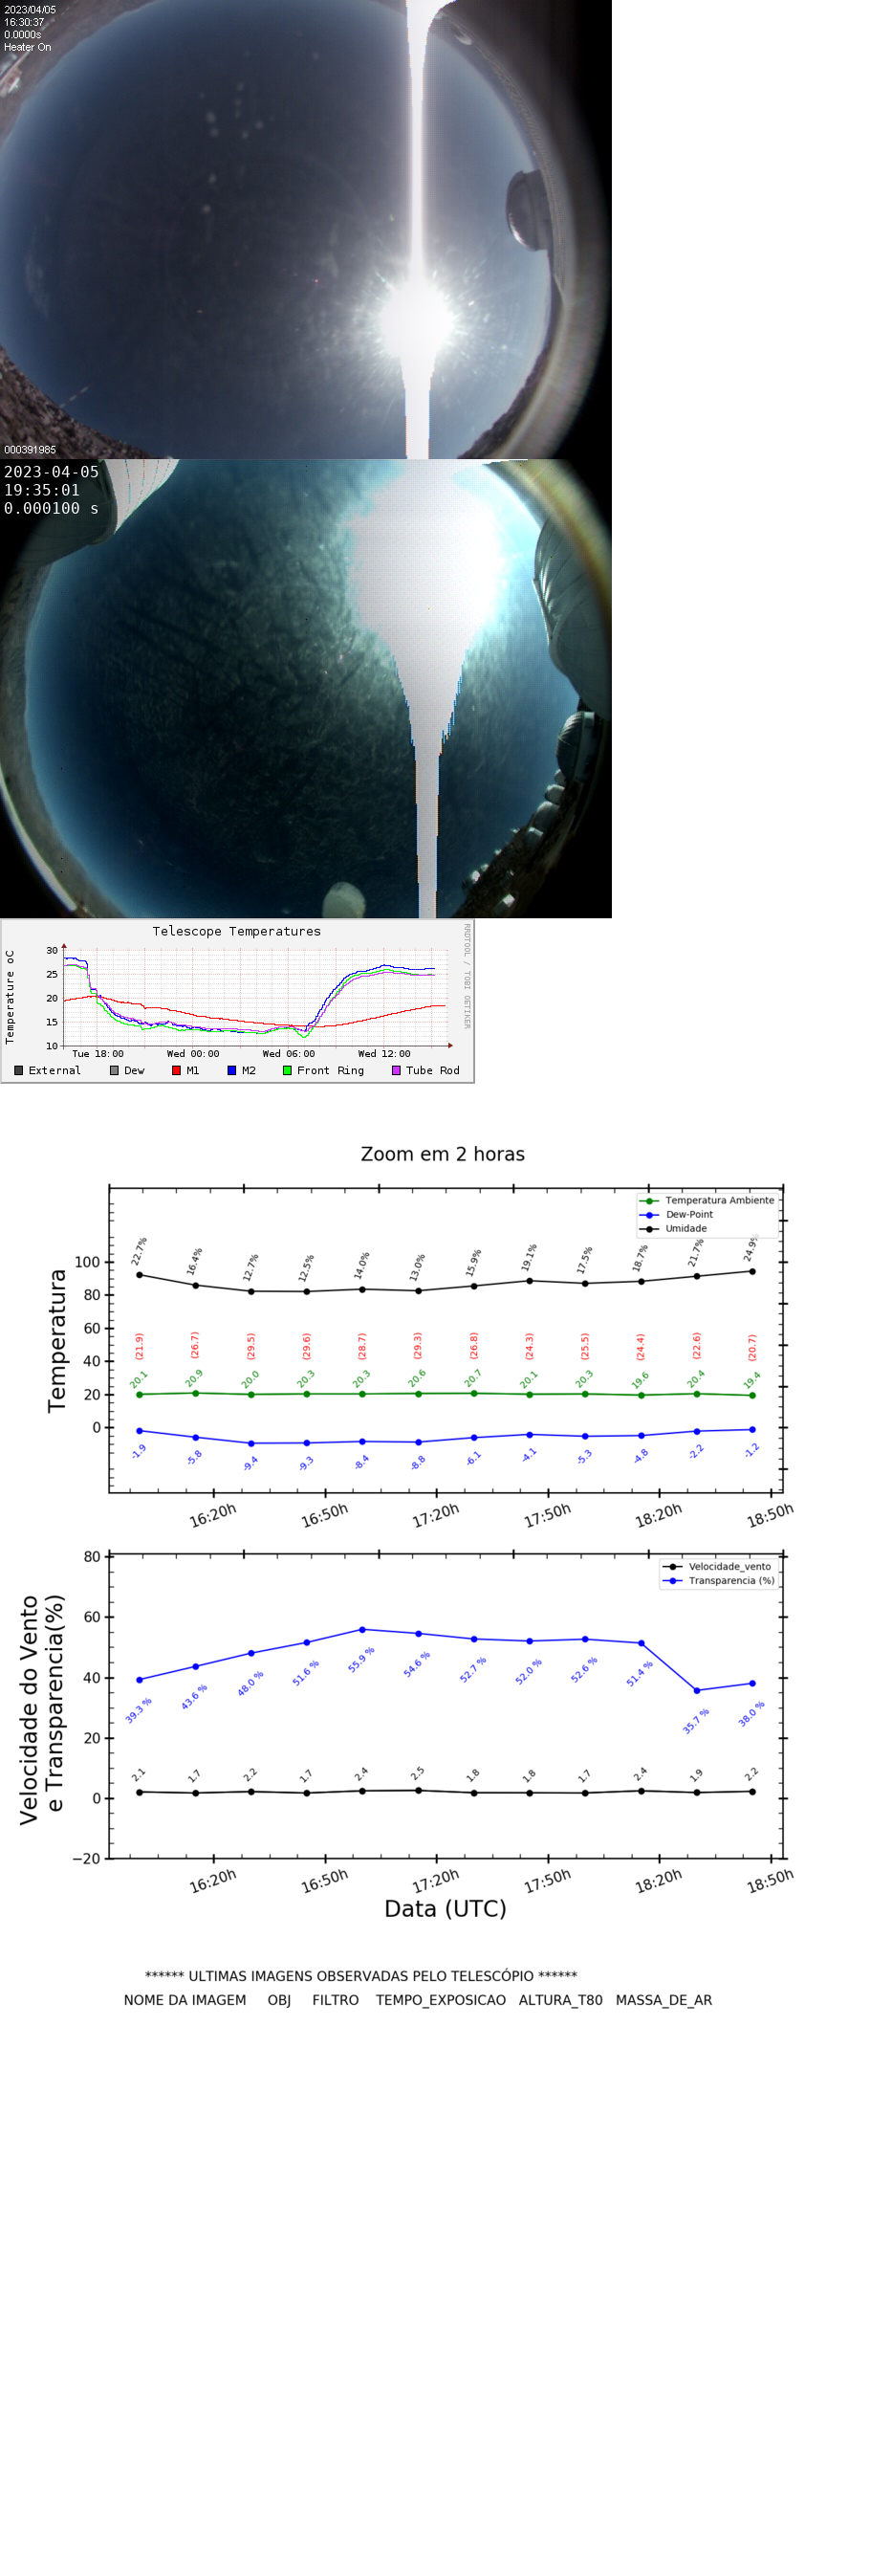 2023/04/05
16:30:37
0.0000s
Heater On
000391985
2023-04-05
19:35:01
0.000100 s
Telescope Temperatures
RRDTOOL / TOBI OETIKER
Temperature oC
30
25
20
15
10
Tue 18:00 Wed 00:00 Wed 06:00 Wed 12:00
External Dew M1 M2 Front Ring Tube Rod
Zoom em 2 horas
Temperatura Ambiente
Dew-Point
Umidade
Temperatura
100
80
60
40
20
0
22.7% 16.4% 12.7% 12.5% 14.0% 13.0% 15.9% 19.1% 17.5% 18.7% 21.7% 24.9%
(21.9) (26.7) (29.5) (29.6) (28.7) (29.3) (26.8) (24.3) (25.5) (24.4) (22.6) (20.7)
20.1 20.9 20.0 20.3 20.3 20.6 20.7 20.1 20.3 19.6 20.4 19.4
-1.9 -5.8 -9.4 -9.3 -8.4 -8.8 -6.1 -4.1 -5.3 -4.8 -2.2 -1.2
16:20h 16:50h 17:20h 17:50h 18:20h 18:50h
Velocidade_vento
Transparencia (%)
Velocidade do Vento
e Transparencia(%)
80
60
40
20
0
−20
39.3 % 43.6 % 48.0 % 51.6 % 55.9 % 54.6 % 52.7 % 52.0 % 52.6 % 51.4 % 35.7 % 38.0 %
2.1 1.7 2.2 1.7 2.4 2.5 1.8 1.8 1.7 2.4 1.9 2.2
16:20h 16:50h 17:20h 17:50h 18:20h 18:50h
Data (UTC)
****** ULTIMAS IMAGENS OBSERVADAS PELO TELESCÓPIO ******
NOME DA IMAGEM OBJ FILTRO TEMPO_EXPOSICAO ALTURA_T80 MASSA_DE_AR